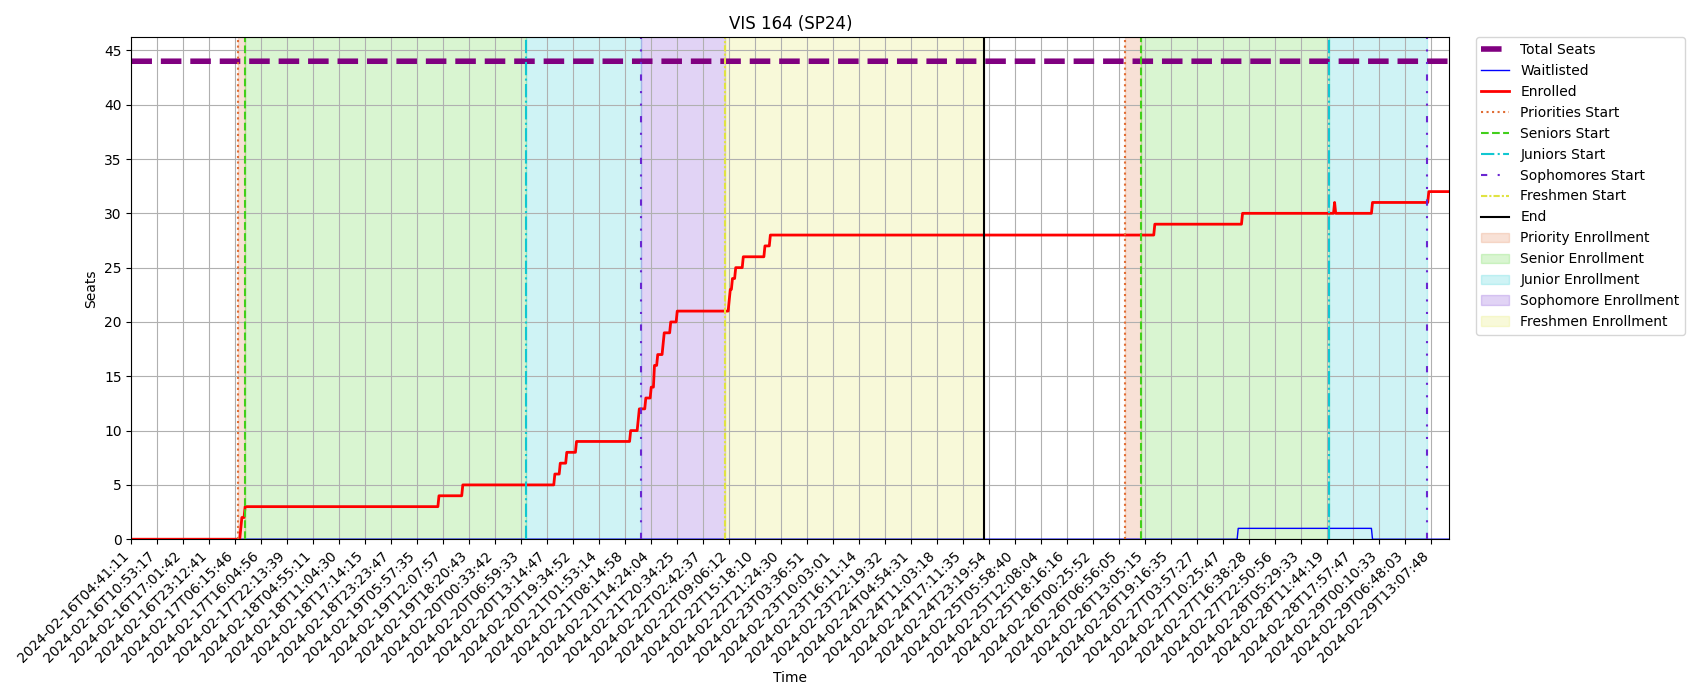 VIS 164 (SP24)
Seats
45
40
35
30
25
20
15
10
5
0
2024-02-16T04:41:11
2024-02-16T10:53:17
2024-02-16T17:01:42
2024-02-16T23:12:41
2024-02-17T06:15:46
2024-02-17T16:04:56
2024-02-17T22:13:39
2024-02-18T04:55:11
2024-02-18T11:04:30
2024-02-18T17:14:15
2024-02-18T23:23:47
2024-02-19T05:57:35
2024-02-19T12:07:57
2024-02-19T18:20:43
2024-02-20T00:33:42
2024-02-20T06:59:33
2024-02-20T13:14:47
2024-02-20T19:34:52
2024-02-21T01:53:14
2024-02-21T08:14:58
2024-02-21T14:24:04
2024-02-21T20:34:25
2024-02-22T02:42:37
2024-02-22T09:06:12
2024-02-22T15:18:10
2024-02-22T21:24:30
2024-02-23T03:36:51
2024-02-23T10:03:01
2024-02-23T16:11:14
2024-02-23T22:19:32
2024-02-24T04:54:31
2024-02-24T11:03:18
2024-02-24T17:11:35
2024-02-24T23:19:54
2024-02-25T05:58:40
2024-02-25T12:08:04
2024-02-25T18:16:16
2024-02-26T00:25:52
2024-02-26T06:56:05
2024-02-26T13:05:15
2024-02-26T19:16:35
2024-02-27T03:57:27
2024-02-27T10:25:47
2024-02-27T16:38:28
2024-02-27T22:50:56
2024-02-28T05:29:33
2024-02-28T11:44:19
2024-02-28T17:57:47
2024-02-29T00:10:33
2024-02-29T06:48:03
2024-02-29T13:07:48
Time
Total Seats
Waitlisted
Enrolled
Priorities Start
Seniors Start
Juniors Start
Sophomores Start
Freshmen Start
End
Priority Enrollment
Senior Enrollment
Junior Enrollment
Sophomore Enrollment
Freshmen Enrollment